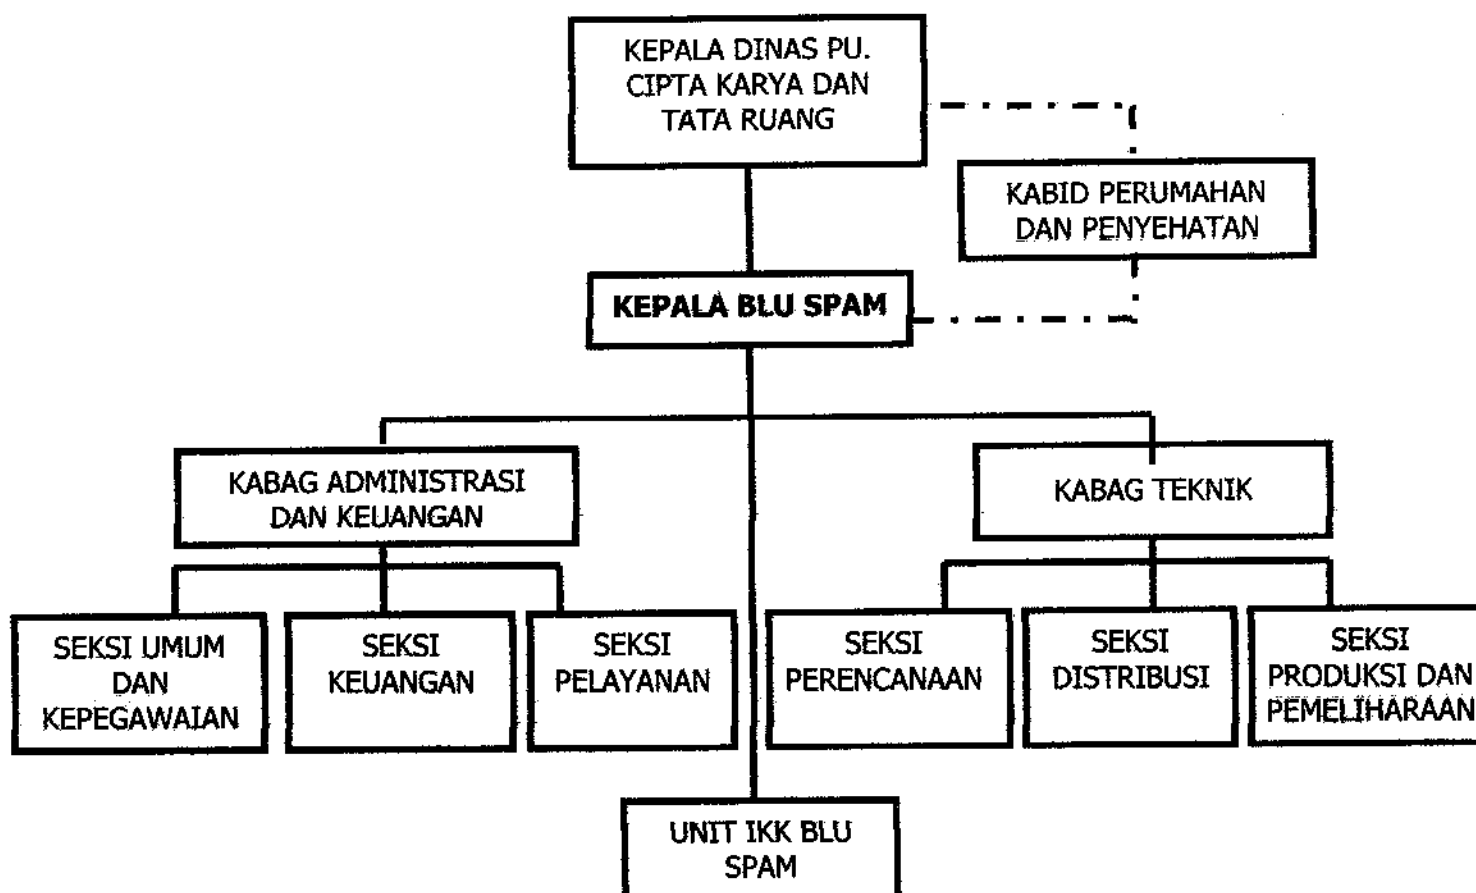 KEPALA DINAS PU.
CIPTA KARYA DAN
TATA RUANG
KABID PERUMAHAN
DAN PENYEHATAN
KEPALA BLU SPAM
KABAG ADMINISTRASI
DAN KEUANGAN
KABAG TEKNIK
SEKSI UMUM
DAN
KEPEGAWAIAN
SEKSI
KEUANGAN
SEKSI
PELAYANAN
SEKSI
PERENCANAAN
SEKSI
DISTRIBUSI
SEKSI
PRODUKSI DAN
PEMELIHARAAN
UNIT IKK BLU
SPAM